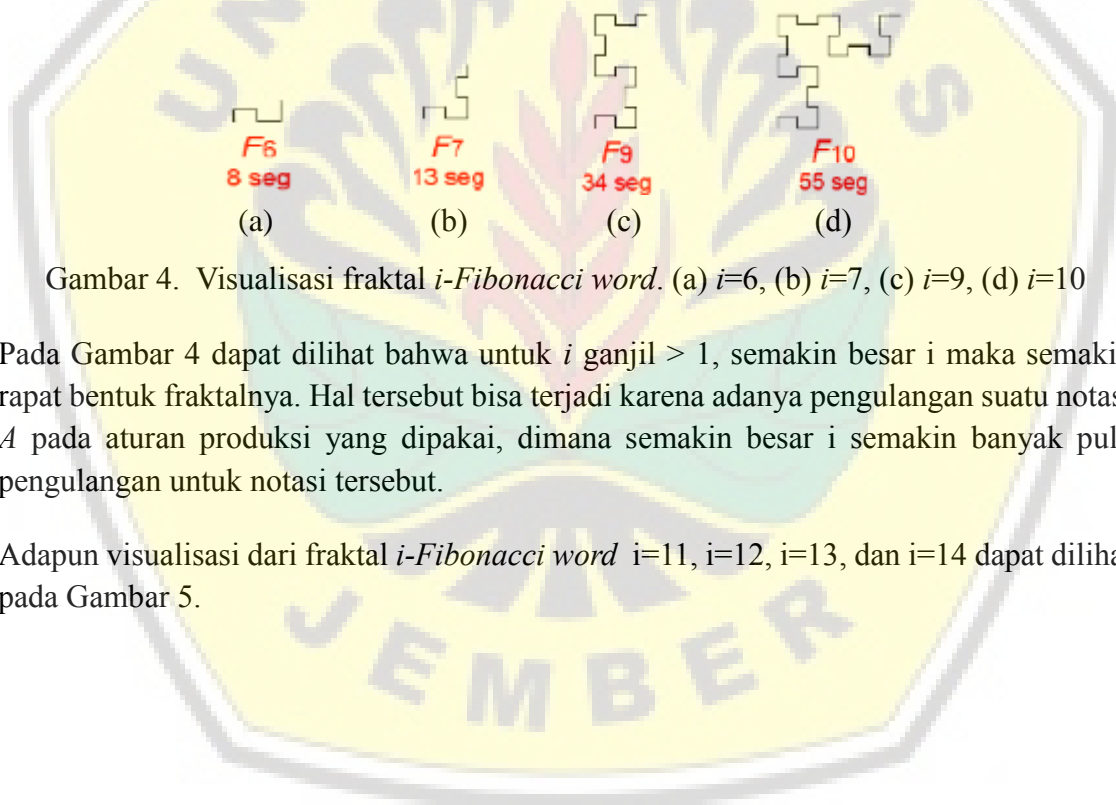 F6 F7 F9 F10
8 seg 13 seg 34 seg 55 seg
(a) (b) (c) (d)
Gambar 4. Visualisasi fraktal i-Fibonacci word. (a) i=6, (b) i=7, (c) i=9, (d) i=10
Pada Gambar 4 dapat dilihat bahwa untuk i ganjil > 1, semakin besar i maka semaki
rapat bentuk fraktalnya. Hal tersebut bisa terjadi karena adanya pengulangan suatu notas
A pada aturan produksi yang dipakai, dimana semakin besar i semakin banyak pul
pengulangan untuk notasi tersebut.
Adapun visualisasi dari fraktal i-Fibonacci word i=11, i=12, i=13, dan i=14 dapat diliha
pada Gambar 5.
JEMBER